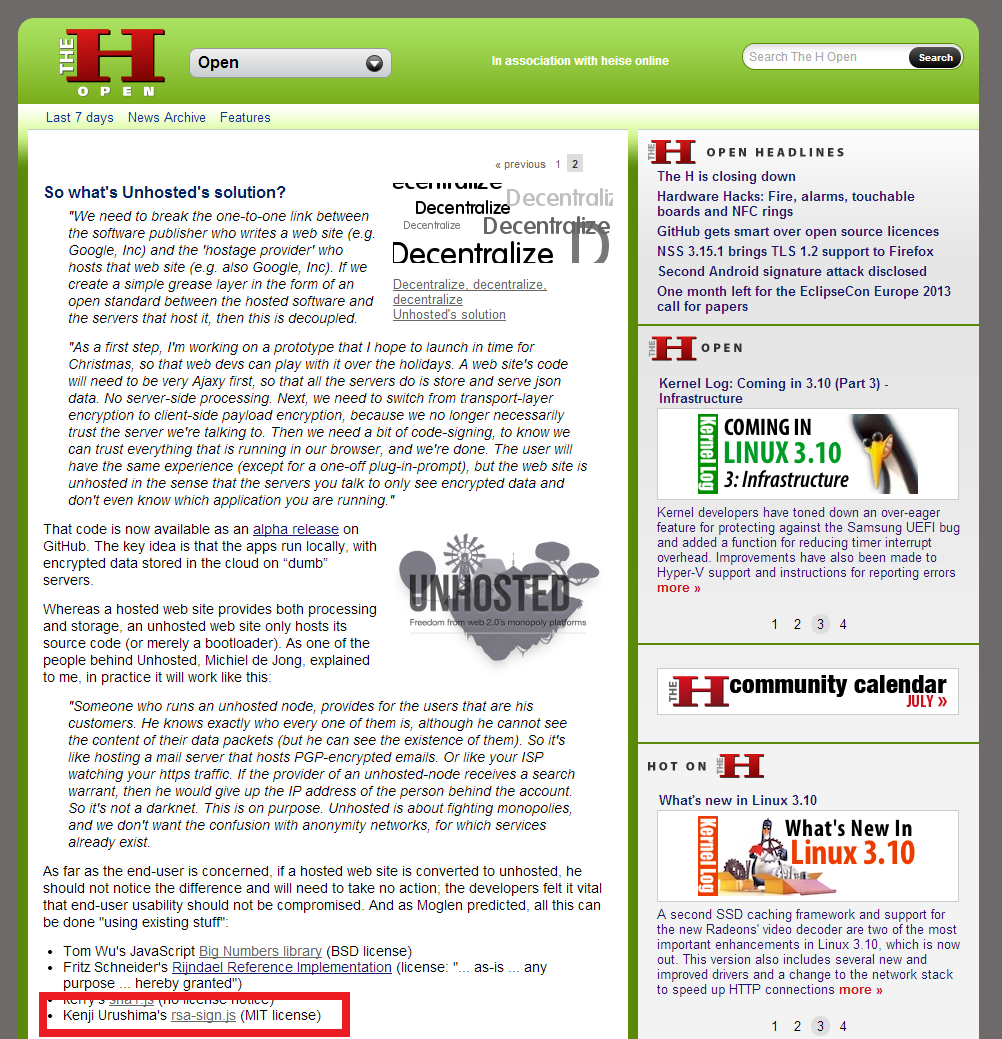 THE H OPEN
Open
In association with heise online
Search The H Open
Search
Last 7 days News Archive Features
« previous 1 2
So what's Unhosted's solution?
"We need to break the one-to-one link between
the software publisher who writes a web site (e.g.
Google, Inc) and the 'hostage provider' who
hosts that web site (e.g. also Google, Inc). If we
create a simple grease layer in the form of an
open standard between the hosted software and
the servers that host it, then this is decoupled.
ecentralize
Decentraliz
Decentralize
Decentralize
Decentralize
Decentralize
D
Decentralize, decentralize,
decentralize
Unhosted's solution
"As a first step, I'm working on a prototype that I hope to launch in time for
Christmas, so that web devs can play with it over the holidays. A web site's code
will need to be very Ajaxy first, so that all the servers do is store and serve json
data. No server-side processing. Next, we need to switch from transport-layer
encryption to client-side payload encryption, because we no longer necessarily
trust the server we're talking to. Then we need a bit of code-signing, to know we
can trust everything that is running in our browser, and we're done. The user will
have the same experience (except for a one-off plug-in-prompt), but the web site is
unhosted in the sense that the servers you talk to only see encrypted data and
don't even know which application you are running."
That code is now available as an alpha release on
GitHub. The key idea is that the apps run locally, with
encrypted data stored in the cloud on “dumb”
servers.
UNHOSTED
Freedom from web 2.0's monopoly platforms
Whereas a hosted web site provides both processing
and storage, an unhosted web site only hosts its
source code (or merely a bootloader). As one of the
people behind Unhosted, Michiel de Jong, explained
to me, in practice it will work like this:
"Someone who runs an unhosted node, provides for the users that are his
customers. He knows exactly who every one of them is, although he cannot see
the content of their data packets (but he can see the existence of them). So it's
like hosting a mail server that hosts PGP-encrypted emails. Or like your ISP
watching your https traffic. If the provider of an unhosted-node receives a search
warrant, then he would give up the IP address of the person behind the account.
So it's not a darknet. This is on purpose. Unhosted is about fighting monopolies,
and we don't want the confusion with anonymity networks, for which services
already exist.
As far as the end-user is concerned, if a hosted web site is converted to unhosted, he
should not notice the difference and will need to take no action; the developers felt it vital
that end-user usability should not be compromised. And as Moglen predicted, all this can
be done "using existing stuff":
• Tom Wu's JavaScript Big Numbers library (BSD license)
• Fritz Schneider's Rijndael Reference Implementation (license: "... as-is ... any
purpose ... hereby granted")
• Kerry's sha1.js (no license notice)
• Kenji Urushima's rsa-sign.js (MIT license)
THE H OPEN HEADLINES
The H is closing down
Hardware Hacks: Fire, alarms, touchable
boards and NFC rings
GitHub gets smart over open source licences
NSS 3.15.1 brings TLS 1.2 support to Firefox
Second Android signature attack disclosed
One month left for the EclipseCon Europe 2013
call for papers
THE H OPEN
Kernel Log: Coming in 3.10 (Part 3) -
Infrastructure
Kernel Log
COMING IN
LINUX 3.10
3: Infrastructure
Kernel developers have toned down an over-eager
feature for protecting against the Samsung UEFI bug
and added a function for reducing timer interrupt
overhead. Improvements have also been made to
Hyper-V support and instructions for reporting errors
more »
1 2 3 4
THE H community calendar
JULY »
HOT ON THE H
What's new in Linux 3.10
Kernel Log
What's New In
Linux 3.10
A second SSD caching framework and support for
the new Radeons' video decoder are two of the most
important enhancements in Linux 3.10, which is now
out. This version also includes several new and
improved drivers and a change to the network stack
to speed up HTTP connections more »
1 2 3 4